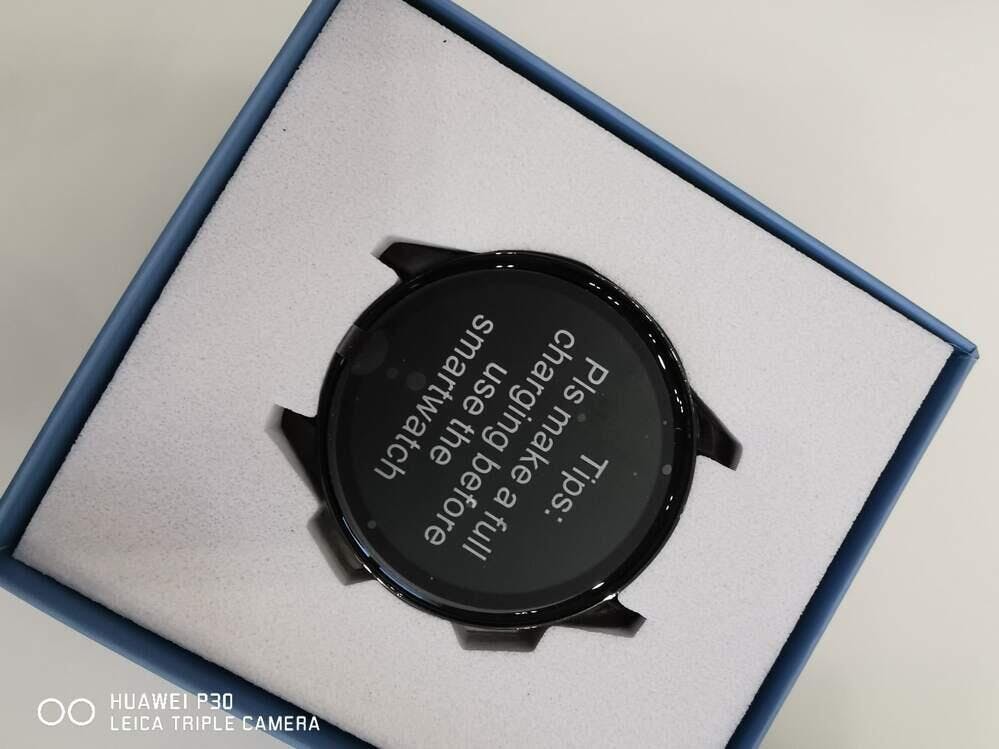 Tips:
Pls make a full
charging before
use the
smartwatch
HUAWEI P30
LEICA TRIPLE CAMERA